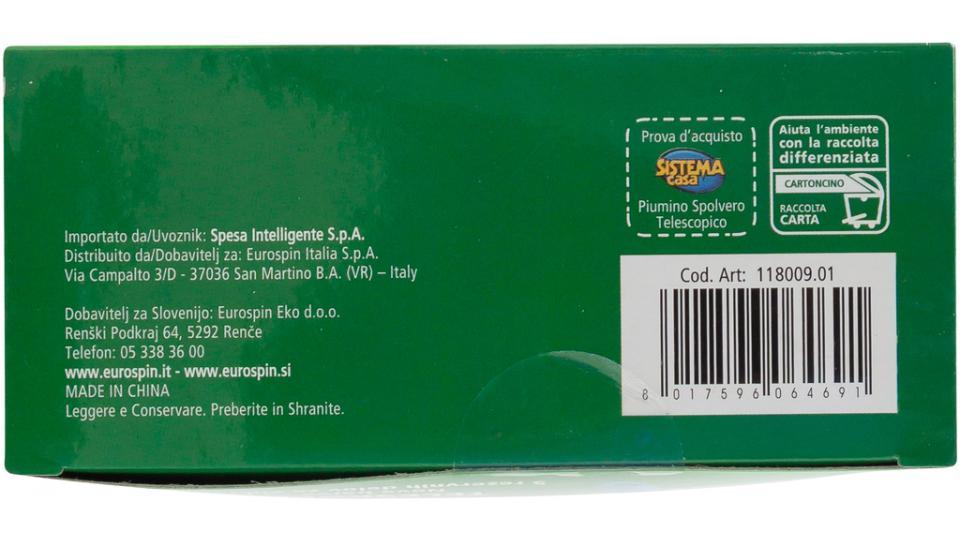 Importato da/Uvoznik: Spesa Intelligente S.p.A.
Distribuito da/Dobavitelj za: Eurospin Italia S.p.A.
Via Campalto 3/D - 37036 San Martino B.A. (VR) – Italy
Dobavitelj za Slovenijo: Eurospin Eko d.o.o.
Renški Podkraj 64, 5292 Renče
Telefon: 05 338 36 00
www.eurospin.it - www.eurospin.si
MADE IN CHINA
Leggere e Conservare. Preberite in Shranite.
Prova d'acquisto
SISTEMA
casa
Piumino Spolvero
Telescopico
Aiuta l'ambiente
con la raccolta
differenziata
CARTONCINO
RACCOLTA
CARTA
Cod. Art: 118009.01
8 017596 064691